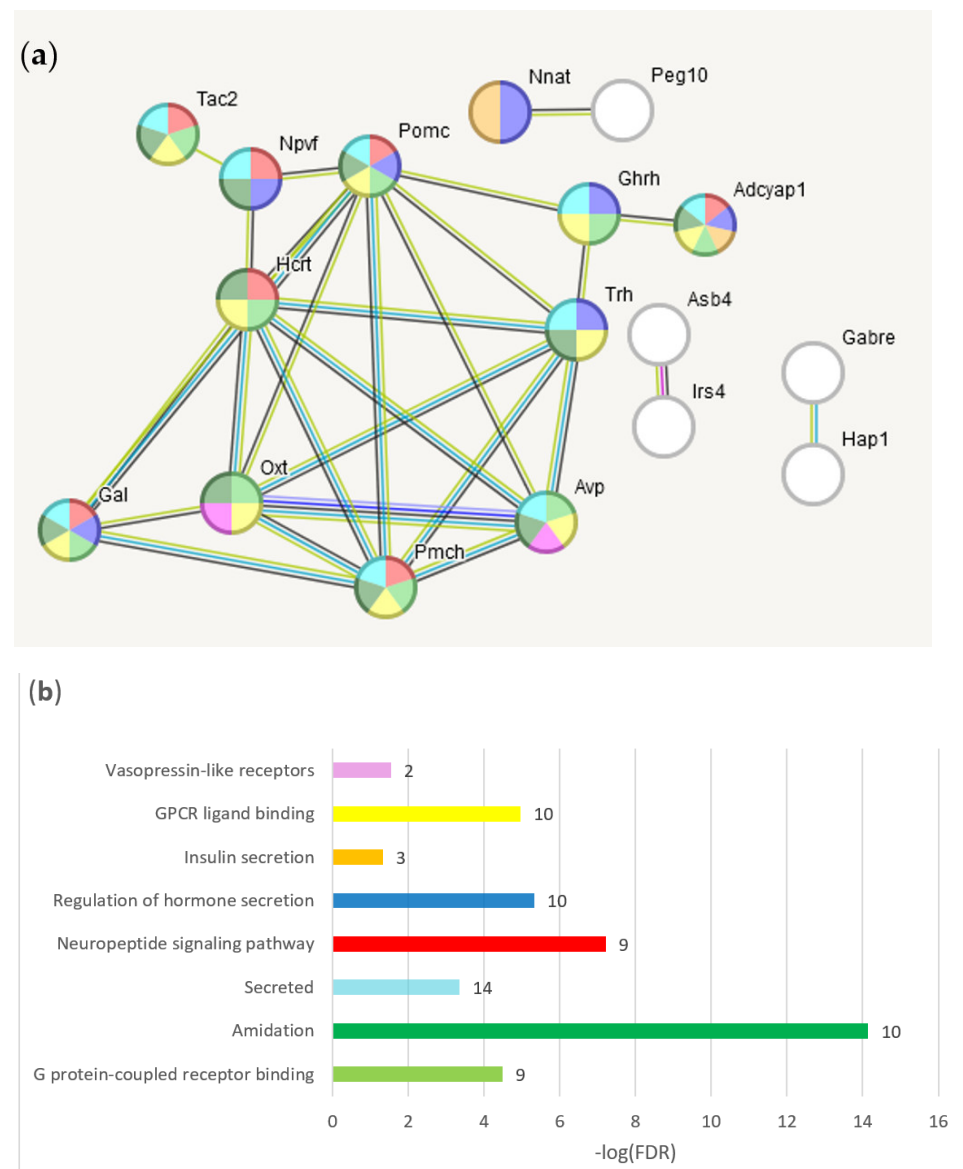 (a)
Tac2
Npvf
Pomc
Nnat
Peg10
Ghrh
Adcyap1
Hcrt
Trh
Asb4
Irs4
Gabre
Hap1
Gal
Oxt
Avp
Pmch
(b)
Vasopressin-like receptors 2
GPCR ligand binding 10
Insulin secretion 3
Regulation of hormone secretion 10
Neuropeptide signaling pathway 9
Secreted 14
Amidation 10
G protein-coupled receptor binding 9
0 2 4 6 8 10 12 14 16
-log(FDR)